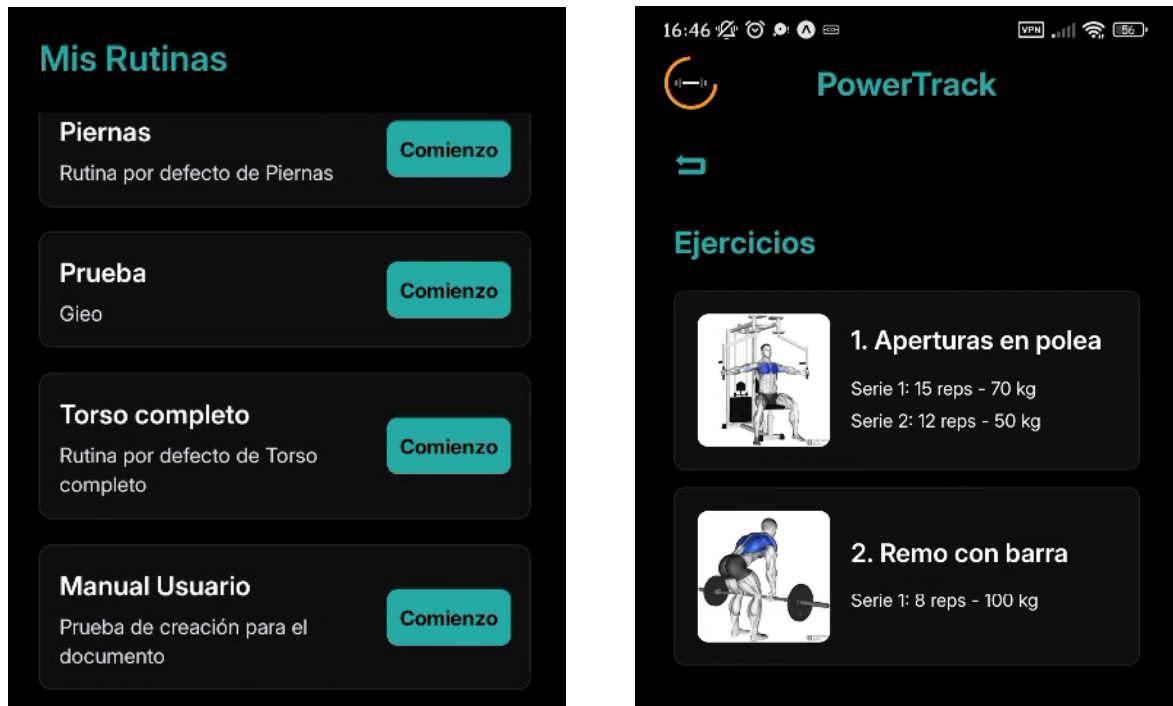 Mis Rutinas
Piernas
Rutina por defecto de Piernas
Comienzo
Prueba
Gieo
Comienzo
Torso completo
Rutina por defecto de Torso
completo
Comienzo
Manual Usuario
Prueba de creación para el
documento
Comienzo
16:46
VPN
56
PowerTrack
Ejercicios
1. Aperturas en polea
Serie 1: 15 reps - 70 kg
Serie 2: 12 reps - 50 kg
2. Remo con barra
Serie 1: 8 reps - 100 kg